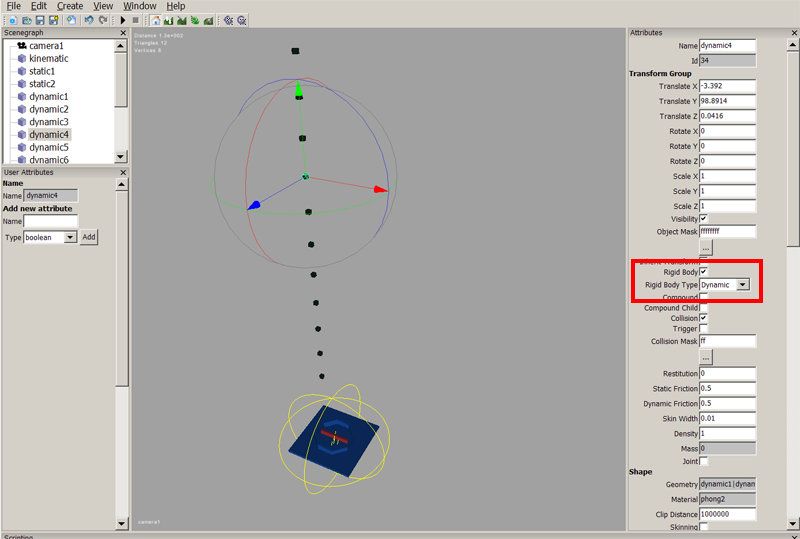 File Edit Create View Window Help
Scenegraph
camera1
kinematic
static1
static2
dynamic1
dynamic2
dynamic3
dynamic4
dynamic5
dynamic6
User Attributes
Name
Name dynamic4
Add new attribute
Name
Type boolean Add
Distance 1.5e+002
Triangles 12
Vertices 8
camera1
Attributes
Name dynamic4
Id 34
Transform Group
Translate X -3.392
Translate Y 98.8914
Translate Z 0.0416
Rotate X 0
Rotate Y 0
Rotate Z 0
Scale X 1
Scale Y 1
Scale Z 1
Visibility
Object Mask ffffffff
...
Inherit Transform
Rigid Body
Rigid Body Type Dynamic
Compound
Compound Child
Collision
Trigger
Collision Mask ff
...
Restitution 0
Static Friction 0.5
Dynamic Friction 0.5
Skin Width 0.01
Density 1
Mass 0
Joint
Shape
Geometry dynamic1|dynan
Material phong2
Clip Distance 1000000
Skinning
Scripting